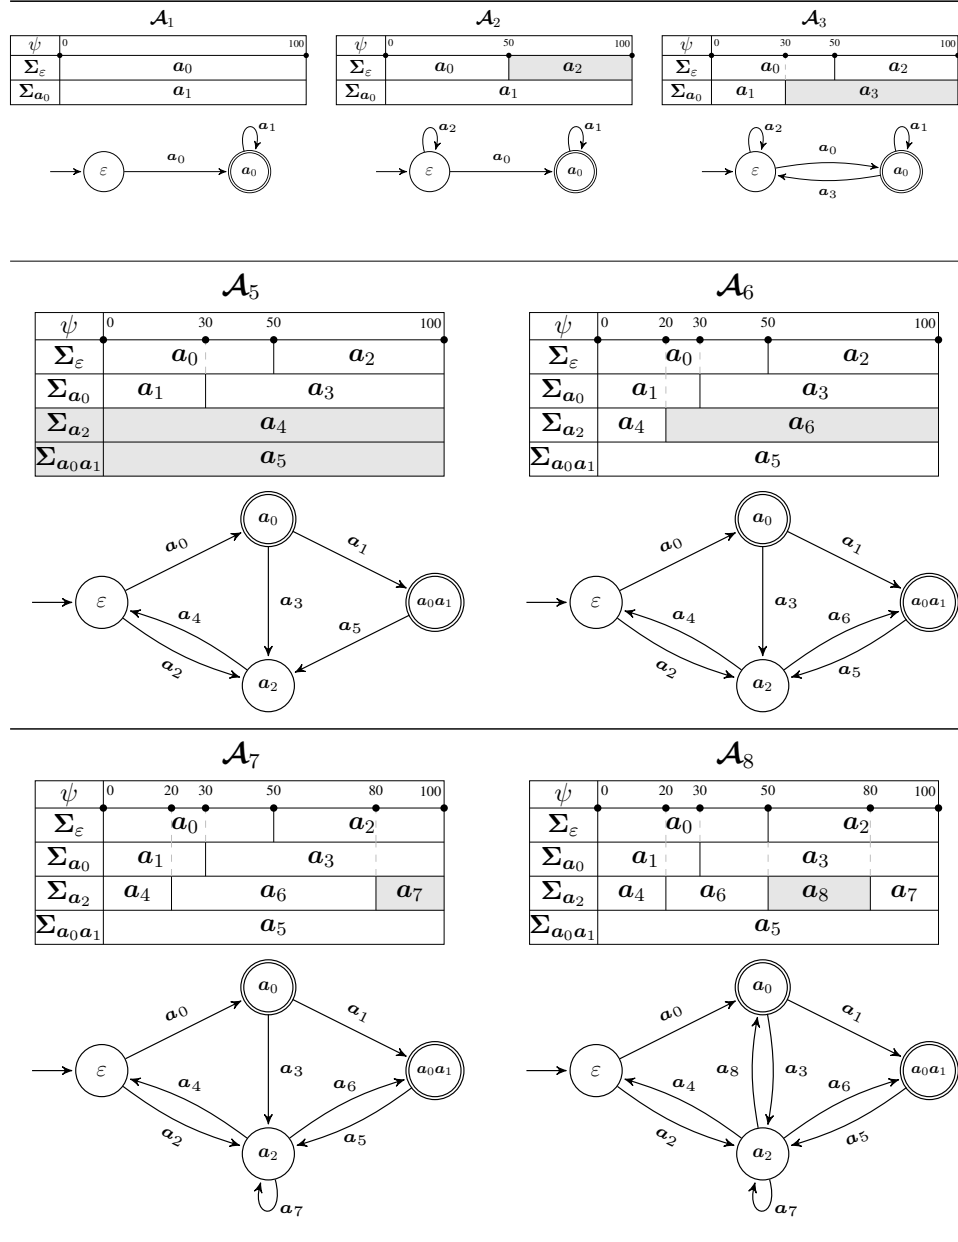 𝓐₁ 𝓐₂ 𝓐₃
ψ 0 100 ψ 50 100 ψ 0 30 50 100
Σε a₀ Σε a₀ a₂ Σε a₀ a₂
Σa₀ a₁ Σa₀ a₁ Σa₀ a₁ a₃
a₁ a₂ a₁ a₂ a₁
a₀ a₀ a₀
ε a₀ ε a₀ ε a₀
a₃
𝓐₅ 𝓐₆
ψ 0 30 50 100 ψ 0 20 30 50 100
Σε a₀ a₂ Σε a₀ a₂
Σa₀ a₁ a₃ Σa₀ a₁ a₃
Σa₂ a₄ Σa₂ a₄ a₆
Σa₀a₁ a₅ Σa₀a₁ a₅
a₀ a₀
a₀ a₁ a₀ a₁
ε a₃ a₀a₁ ε a₃ a₀a₁
a₄ a₅ a₄ a₆
a₂ a₂ a₅
a₂ a₂
𝓐₇ 𝓐₈
ψ 0 20 30 50 80 100 ψ 0 20 30 50 80 100
Σε a₀ a₂ Σε a₀ a₂
Σa₀ a₁ a₃ Σa₀ a₁ a₃
Σa₂ a₄ a₆ a₇ Σa₂ a₄ a₆ a₈ a₇
Σa₀a₁ a₅ Σa₀a₁ a₅
a₀ a₀
a₀ a₁ a₀ a₁
ε a₃ a₀a₁ ε a₈ a₃ a₀a₁
a₄ a₆ a₄ a₆
a₂ a₅ a₂ a₅
a₂ a₂
a₇ a₇